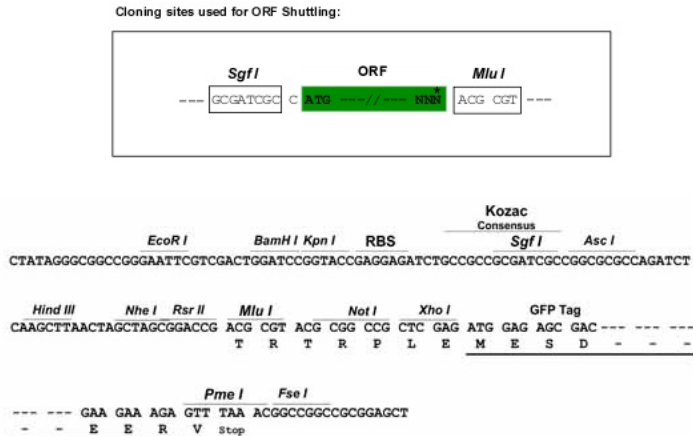 Cloning sites used for ORF Shuttling:
Sgf I ORF Mlu I
--- GCGATCGC C ATG ---//--- NNN* ACG CGT ---
Kozac
Consensus
EcoR I BamH I Kpn I RBS Sgf I Asc I
CTATAGGGCGGCCGGGAATTCGTCGACTGGATCCGGTACCGAGGAGATCTGCCGCCGCGATCGCCGGCGCGCCAGATCT
Hind III Nhe I Rsr II Mlu I Not I Xho I GFP Tag
CAAGCTTAACTAGCTAGCGGACCG ACG CGT ACG CGG CCG CTC GAG ATG GAG AGC GAC --- --- ---
T R T R P L E M E S D - - -
Pme I Fse I
--- --- GAA GAA AGA GTT TAA ACGGCCGGCCGCGGAGCT
- - E E R V Stop